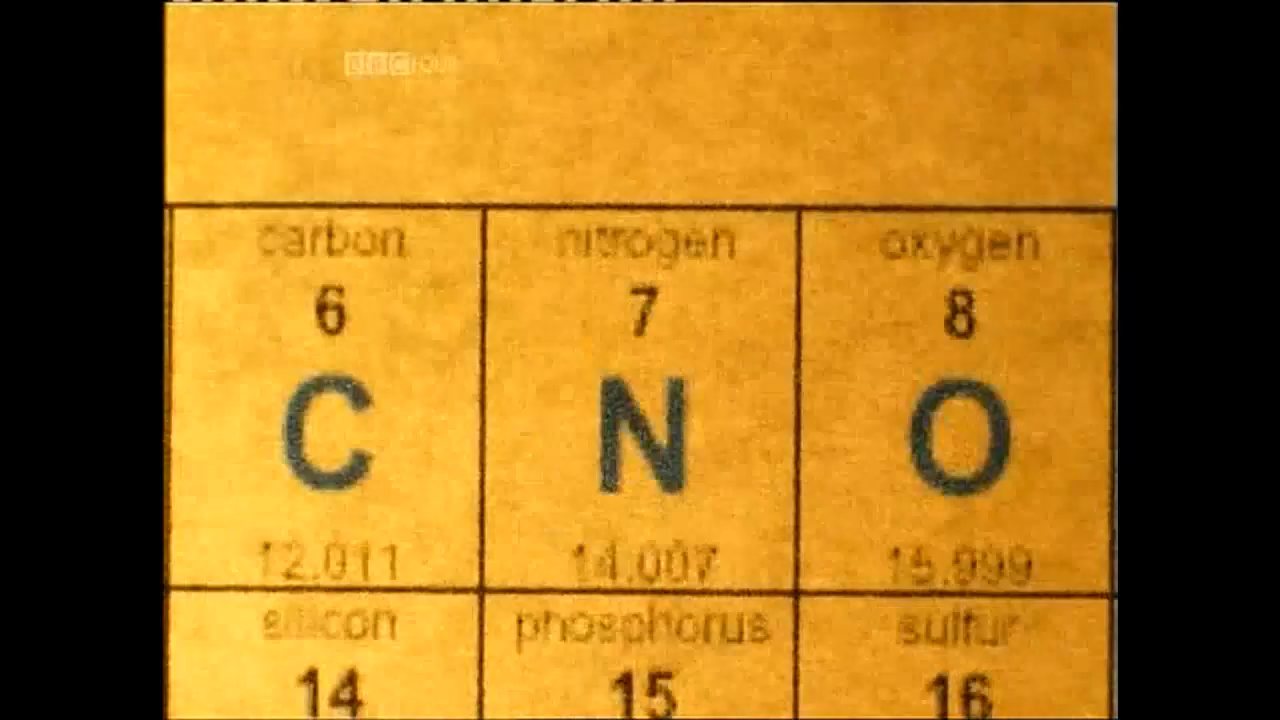 BBC FOUR
carbon nitrogen oxygen
6 7 8
C N O
12.011 14.007 15.999
silicon phosphorus sulfur
14 15 16